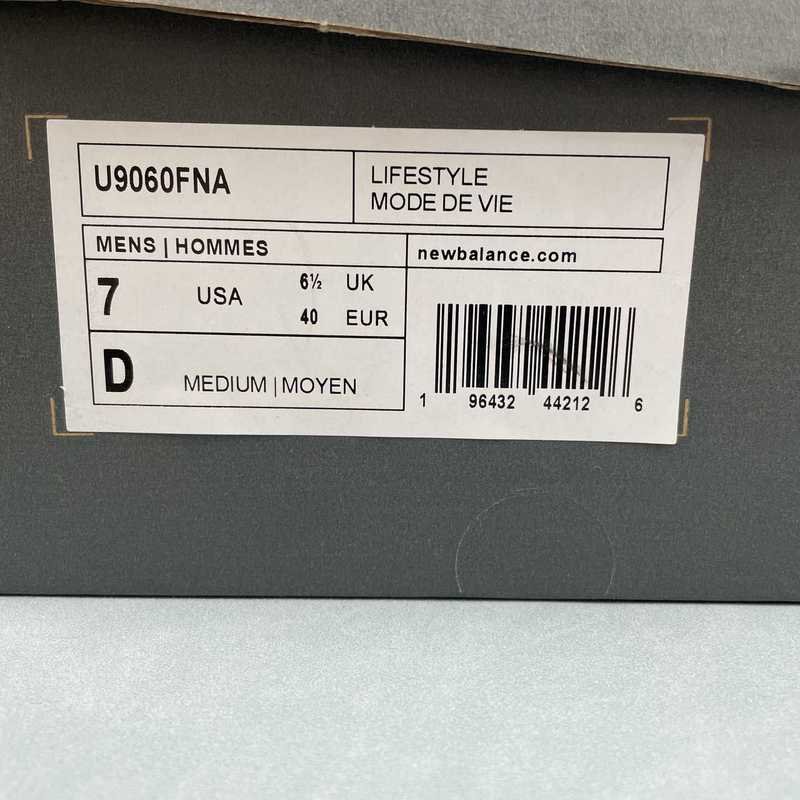 U9060FNA
LIFESTYLE
MODE DE VIE
MENS | HOMMES
newbalance.com
7 USA 6½ UK
40 EUR
D MEDIUM | MOYEN
1 96432 44212 6